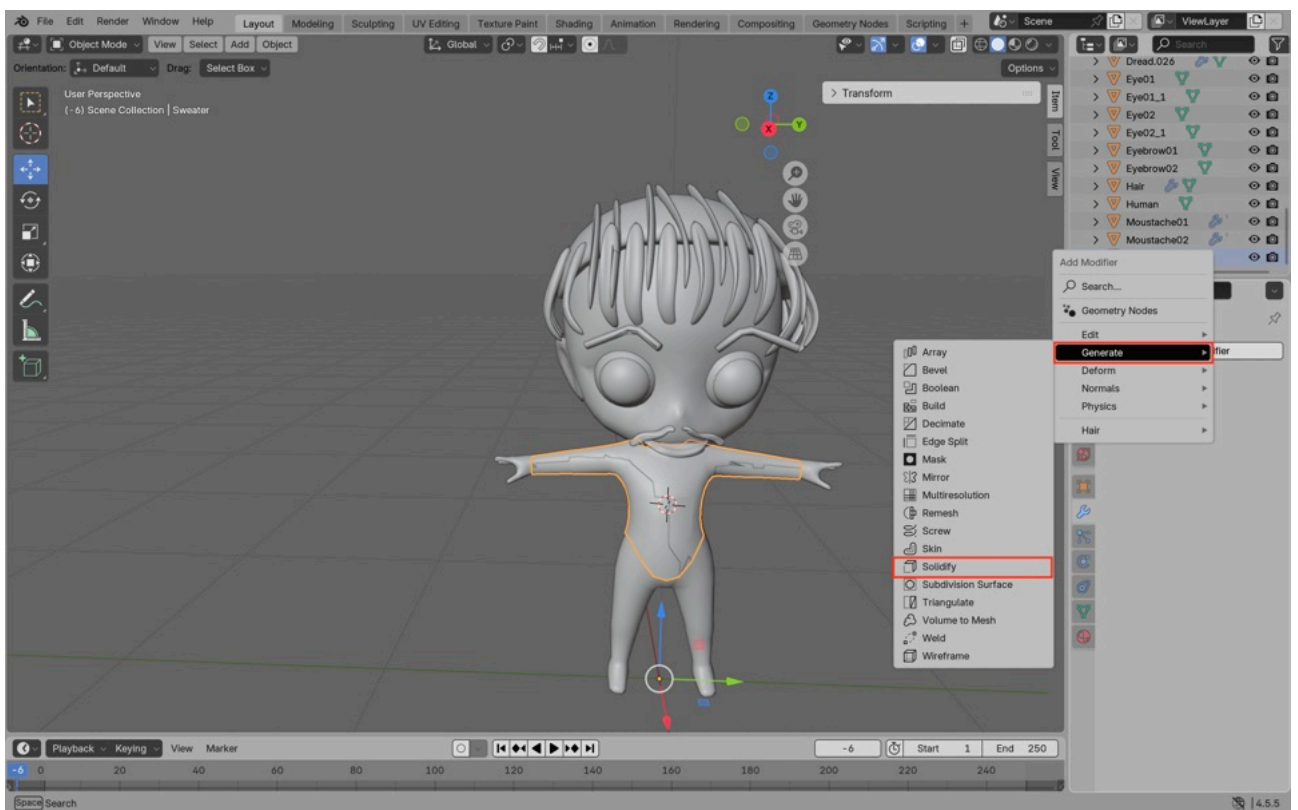 File Edit Render Window Help Layout Modeling Sculpting UV Editing Texture Paint Shading Animation Rendering Compositing Geometry Nodes Scripting + Scene ViewLayer
Object Mode View Select Add Object Global Search
Orientation: Default Drag: Select Box Options
User Perspective
(-6) Scene Collection | Sweater
Z
Y
X
> Transform
Item
Tool
View
Dread.026
Eye01
Eye01_1
Eye02
Eye02_1
Eyebrow01
Eyebrow02
Hair
Human
Moustache01
Moustache02
Add Modifier
Search...
Geometry Nodes
Edit
Generate
Deform
Normals
Physics
Hair
Array
Bevel
Boolean
Build
Decimate
Edge Split
Mask
Mirror
Multiresolution
Remesh
Screw
Skin
Solidify
Subdivision Surface
Triangulate
Volume to Mesh
Weld
Wireframe
Playback Keying View Marker -6 Start 1 End 250
-6 0 20 40 60 80 100 120 140 160 180 200 220 240
Space Search 4.5.5